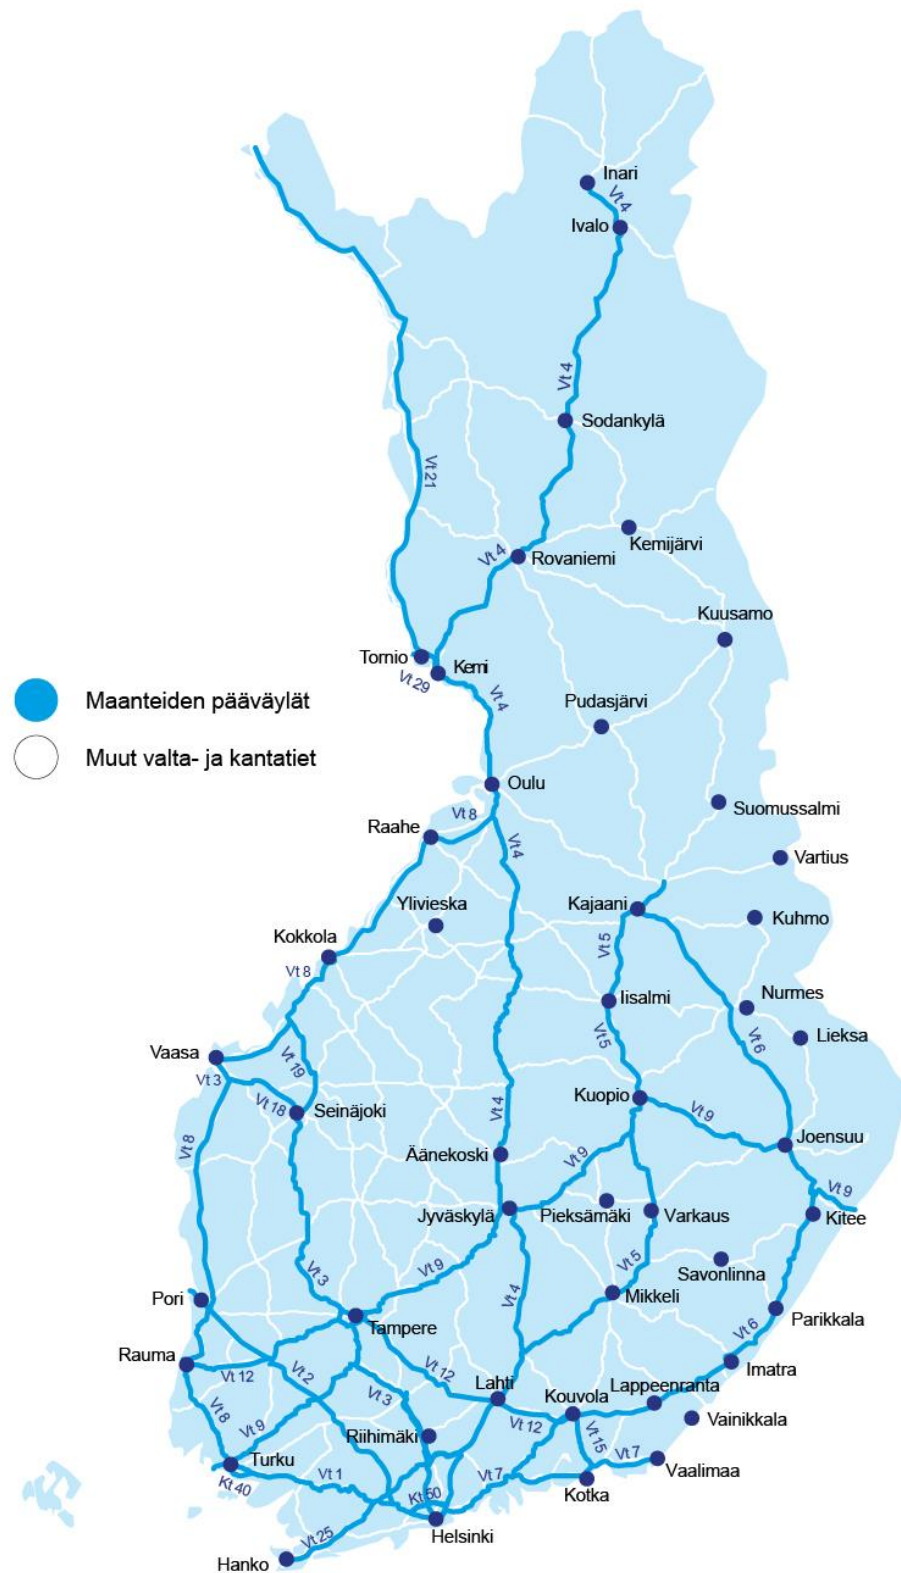 Inari
Vt 4
Ivalo
Vt 4
Sodankylä
Vt 21
Kemijärvi
Vt 4
Rovaniemi
Kuusamo
Tornio
Kemi
Vt 29
Vt 4
Maanteiden pääväylät
Pudasjärvi
Muut valta- ja kantatiet
Oulu
Suomussalmi
Vt 8
Raahe
Vt 4
Vartius
Ylivieska
Kajaani
Kuhmo
Kokkola
Vt 5
Vt 8
Iisalmi
Nurmes
Lieksa
Vt 5
Vt 6
Vaasa
Vt 19
Vt 3
Kuopio
Vt 18
Seinäjoki
Vt 4
Vt 9
Vt 8
Joensuu
Äänekoski
Vt 9
Vt 9
Jyväskylä
Pieksämäki
Varkaus
Kitee
Vt 5
Vt 9
Vt 3
Savonlinna
Vt 4
Pori
Mikkeli
Parikkala
Tampere
Vt 6
Rauma
Vt 12
Vt 2
Vt 12
Imatra
Vt 3
Lahti
Lappeenranta
Kouvola
Vt 8
Vt 9
Vt 12
Vainikkala
Riihimäki
Vt 15
Turku
Vt 7
Vaalimaa
Vt 1
Vt 7
Kt 40
Kt 50
Kotka
Helsinki
Vt 25
Hanko